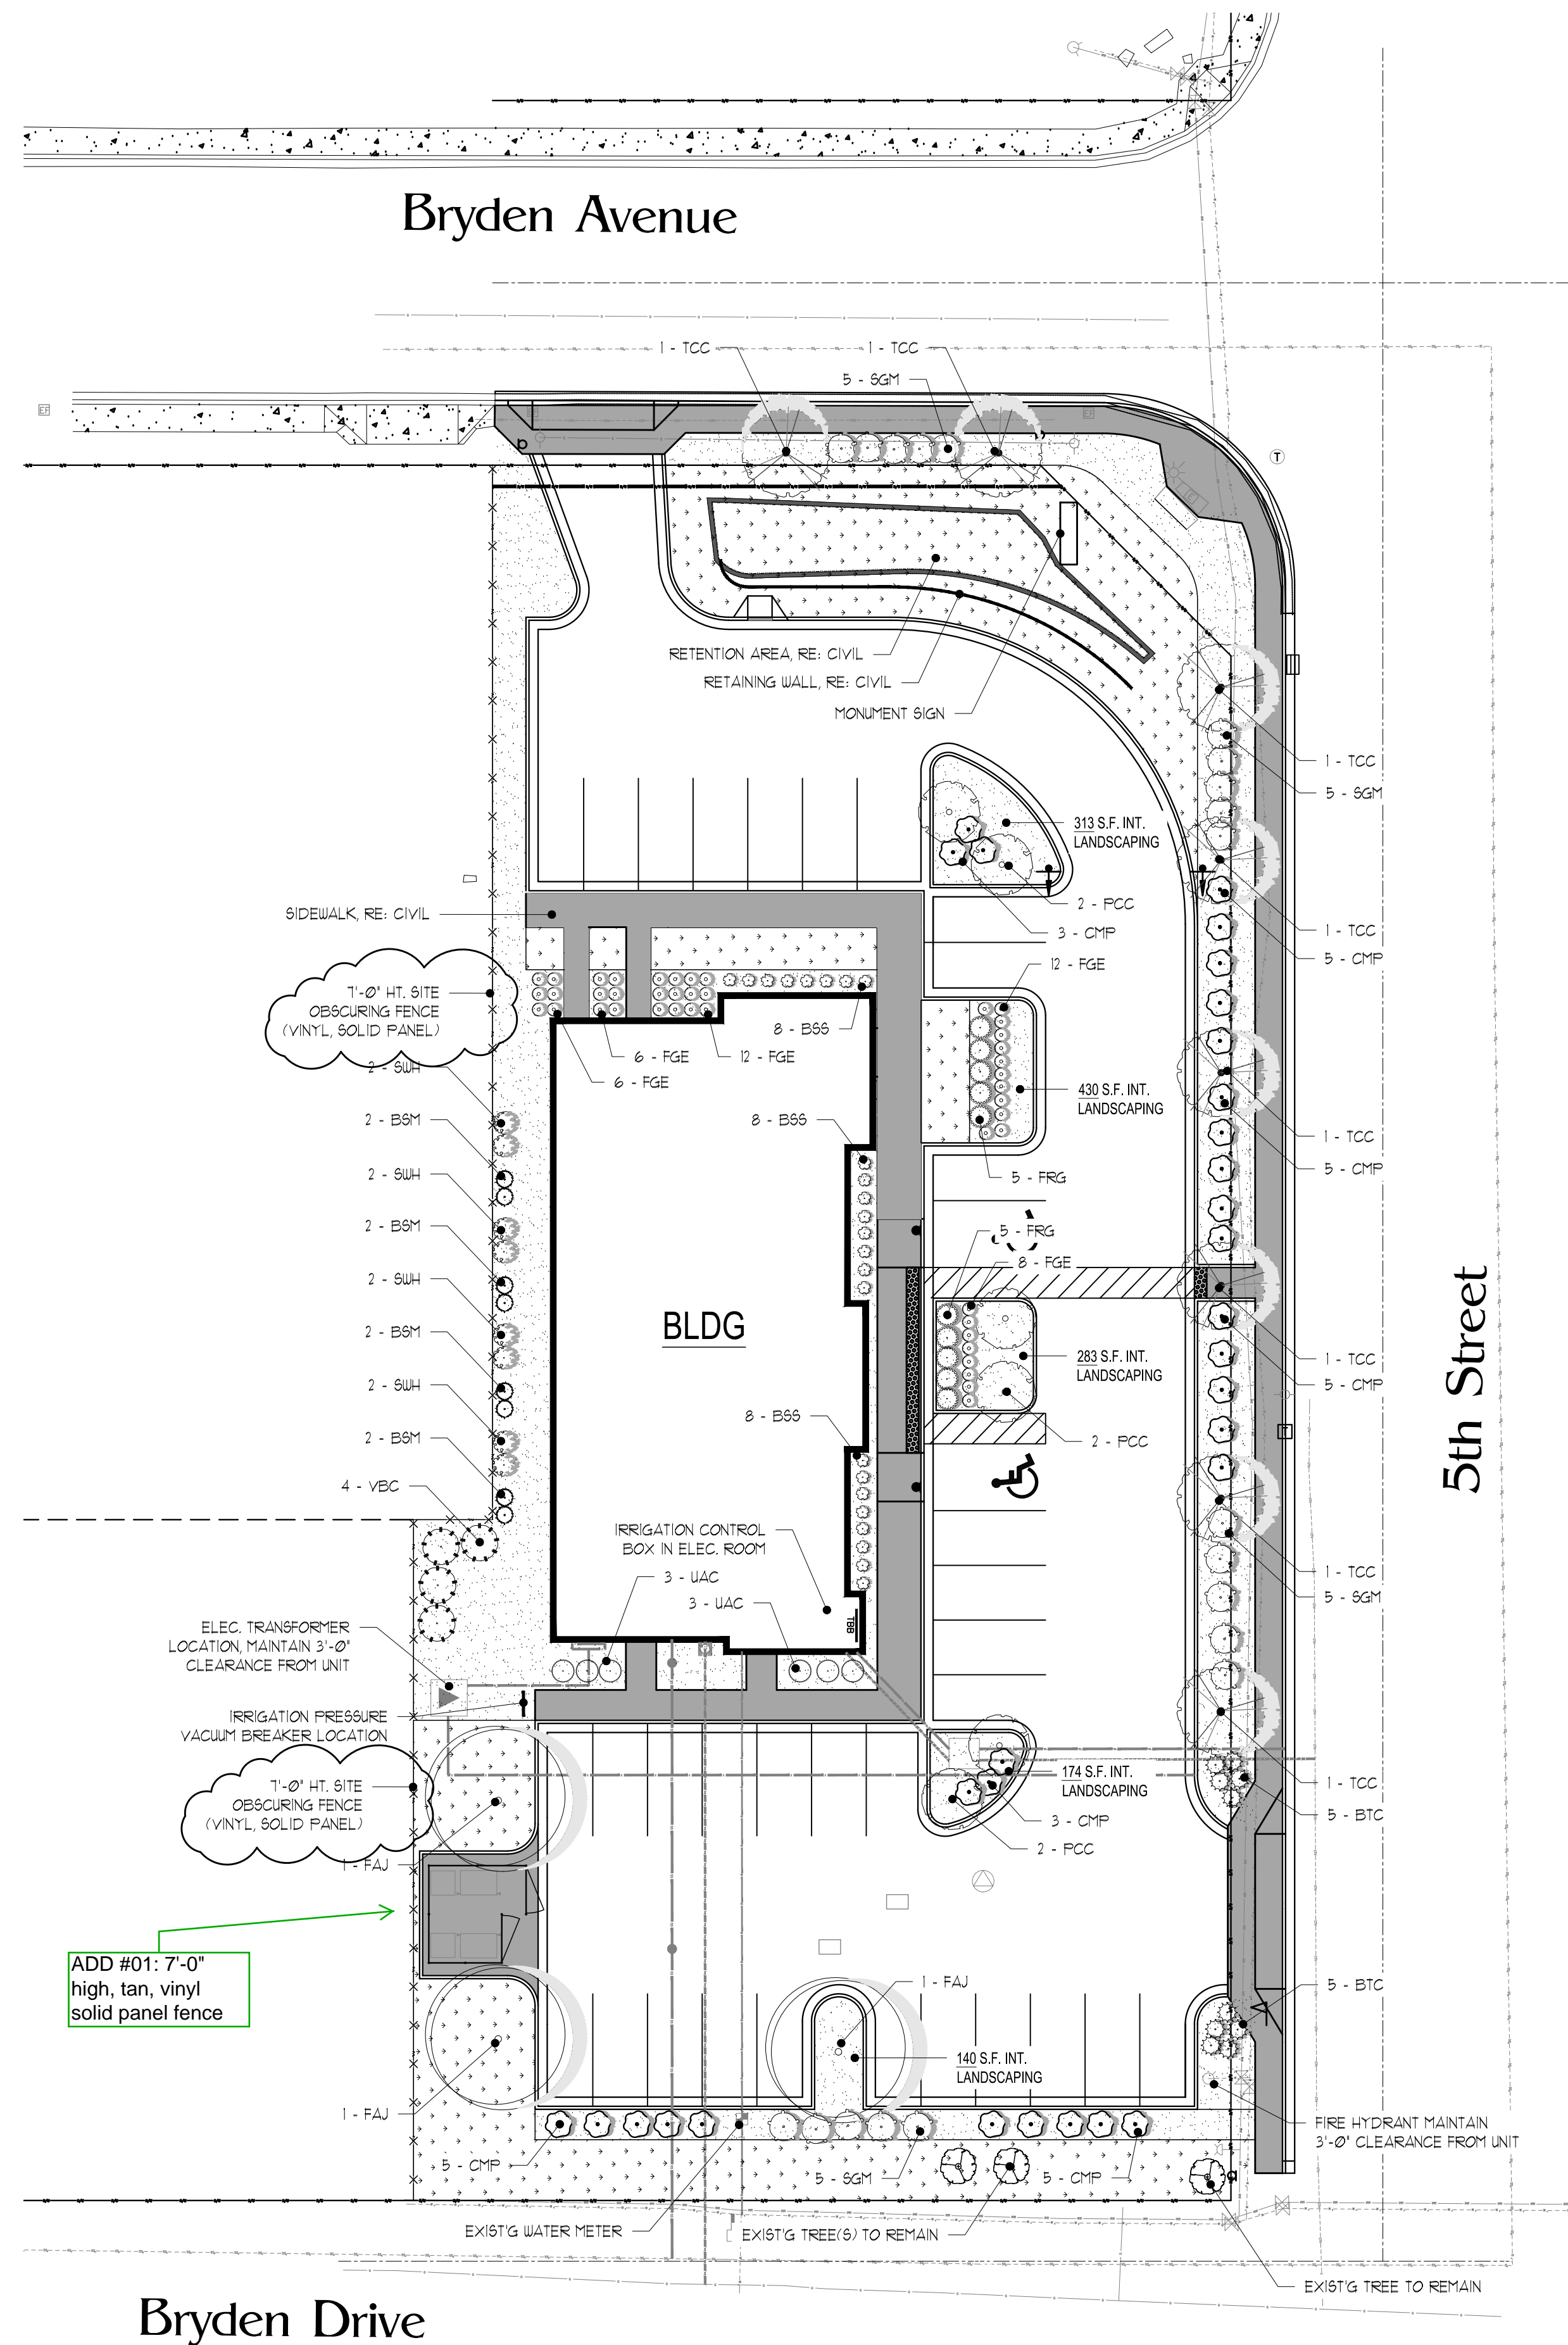 Bryden Avenue
1 - TCC
1 - TCC
5 - SGM
EF
EF
T
RETENTION AREA, RE: CIVIL
RETAINING WALL, RE: CIVIL
MONUMENT SIGN
1 - TCC
5 - SGM
313 S.F. INT.
LANDSCAPING
2 - PCC
3 - CMP
1 - TCC
5 - CMP
SIDEWALK, RE: CIVIL
12 - FGE
7'-0" HT. SITE
OBSCURING FENCE
(VINYL, SOLID PANEL)
8 - BSS
6 - FGE
12 - FGE
6 - FGE
2 - SWH
430 S.F. INT.
LANDSCAPING
2 - BSM
8 - BSS
1 - TCC
5 - CMP
2 - SWH
5 - FRG
2 - BSM
5 - FRG
8 - FGE
2 - SWH
BLDG
2 - BSM
283 S.F. INT.
LANDSCAPING
1 - TCC
5 - CMP
5th Street
2 - SWH
8 - BSS
2 - BSM
2 - PCC
4 - VBC
IRRIGATION CONTROL
BOX IN ELEC. ROOM
3 - UAC
3 - UAC
TBB
1 - TCC
5 - SGM
ELEC. TRANSFORMER
LOCATION, MAINTAIN 3'-0"
CLEARANCE FROM UNIT
IRRIGATION PRESSURE
VACUUM BREAKER LOCATION
7'-0" HT. SITE
OBSCURING FENCE
(VINYL, SOLID PANEL)
174 S.F. INT.
LANDSCAPING
1 - TCC
5 - BTC
3 - CMP
2 - PCC
1 - FAJ
ADD #01: 7'-0"
high, tan, vinyl
solid panel fence
1 - FAJ
5 - BTC
140 S.F. INT.
LANDSCAPING
1 - FAJ
FIRE HYDRANT MAINTAIN
3'-0" CLEARANCE FROM UNIT
5 - CMP
5 - SGM
5 - CMP
EXIST'G WATER METER
EXIST'G TREE(S) TO REMAIN
EXIST'G TREE TO REMAIN
Bryden Drive